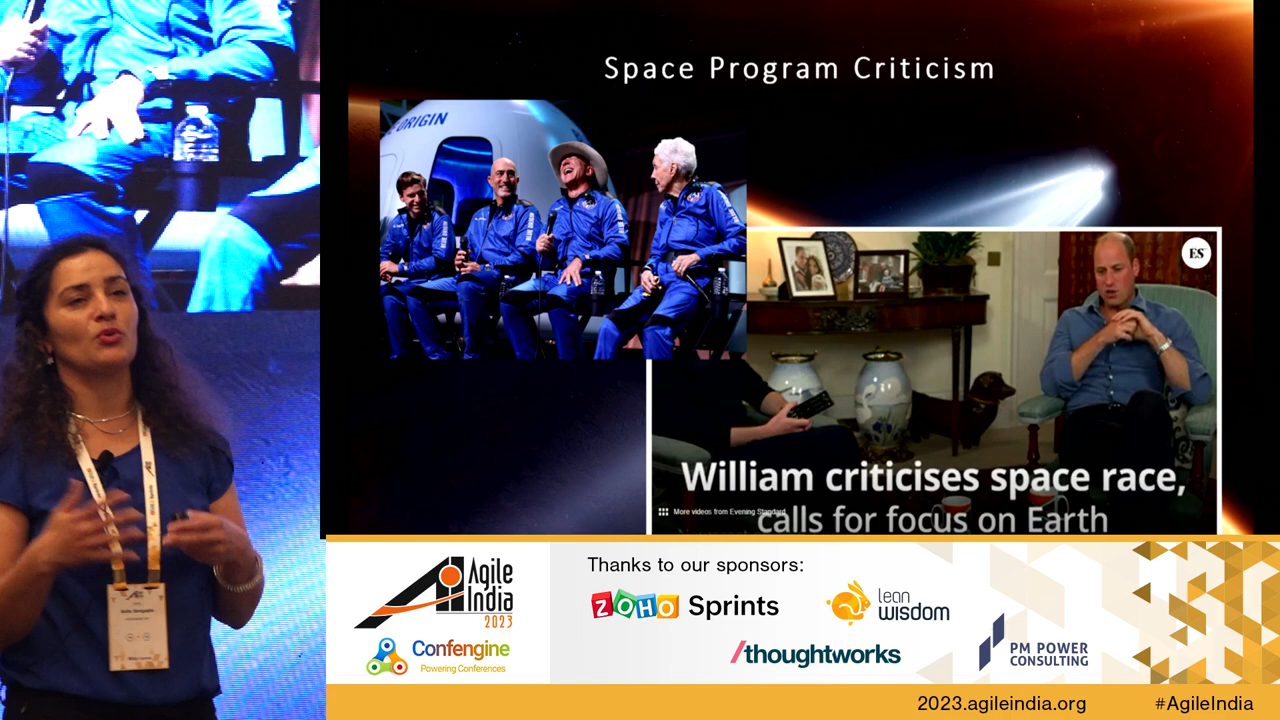 Space Program Criticism
ORIGIN
ES
William criticises space race,
More videos from Evening Standard
calls for focus on Earth
Agile
India
2023
Confengine
Powering Conferences
Thanks to our sponsors:
ZOHO Sprints
lean
wisdom
/thoughtworks
PM POWER
CONSULTING
2023.agileindia.org
#AgileIndia